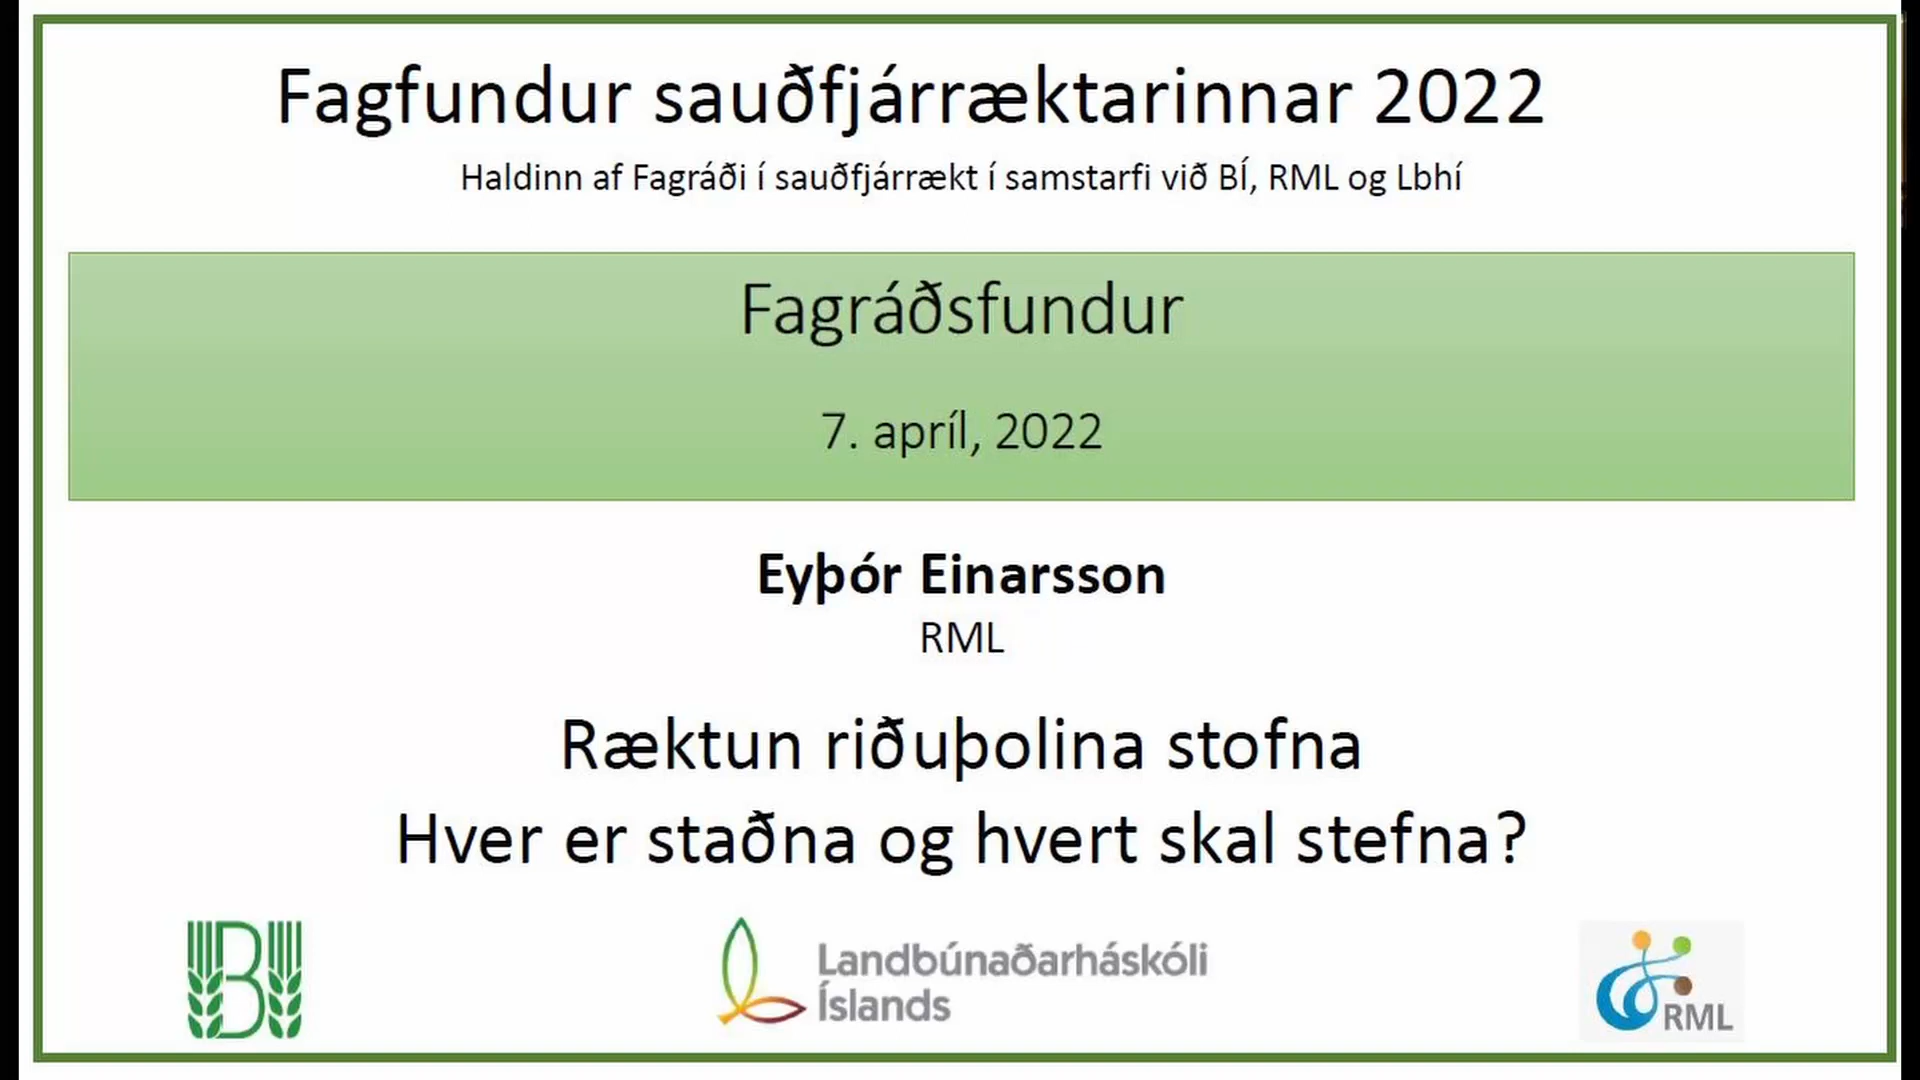 Fagfundur sauðfjárræktarinnar 2022
Haldinn af Fagráði í sauðfjárrækt í samstarfi við BÍ, RML og Lbhí
Fagráðsfundur
7. apríl, 2022
Eyþór Einarsson
RML
Ræktun riðuþolina stofna
Hver er staðna og hvert skal stefna?
BÍ
Landbúnaðarháskóli
Íslands
RML